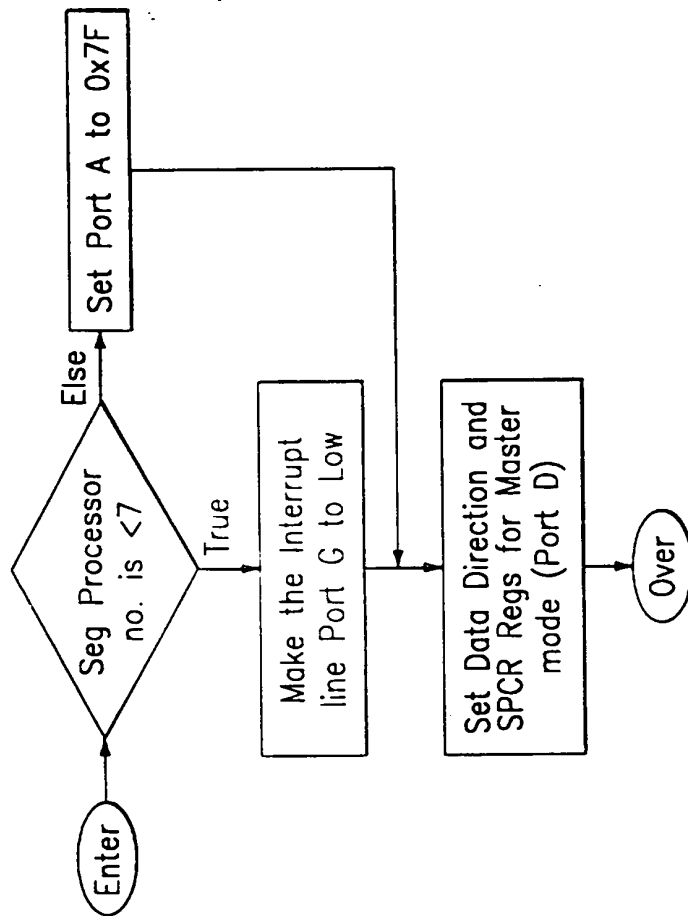 Enter
Seg Processor
no. is <7
Else
Set Port A to 0x7F
True
Make the Interrupt
line Port G to Low
Set Data Direction and
SPCR Regs for Master
mode (Port D)
Over